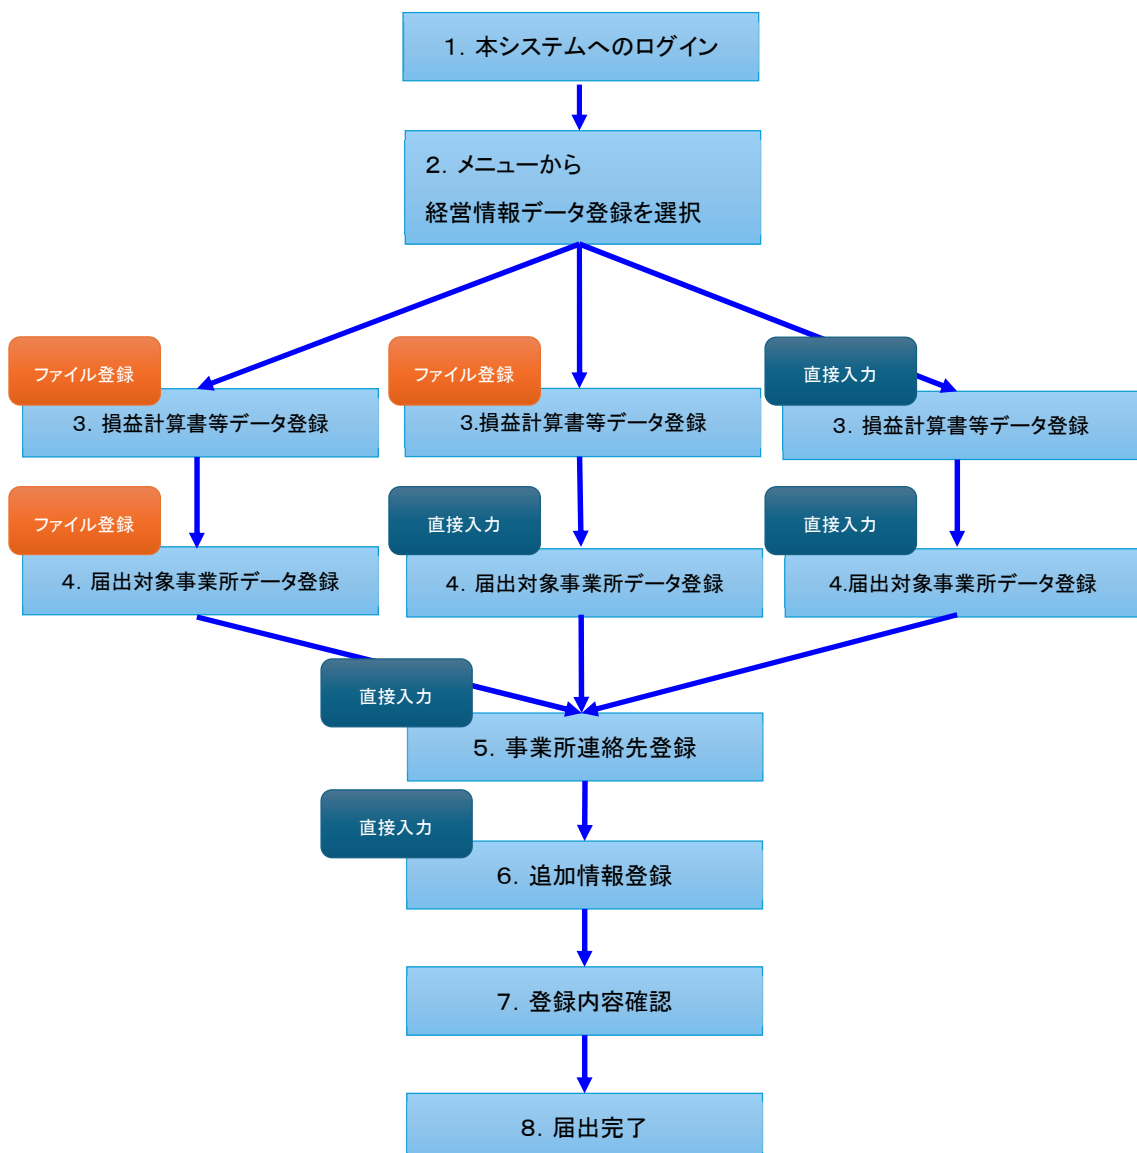 １．本システムへのログイン
２．メニューから
経営情報データ登録を選択
ファイル登録
ファイル登録
直接入力
３．損益計算書等データ登録
３.損益計算書等データ登録
３．損益計算書等データ登録
ファイル登録
直接入力
直接入力
４．届出対象事業所データ登録
４．届出対象事業所データ登録
４.届出対象事業所データ登録
直接入力
５．事業所連絡先登録
直接入力
６．追加情報登録
７．登録内容確認
８．届出完了